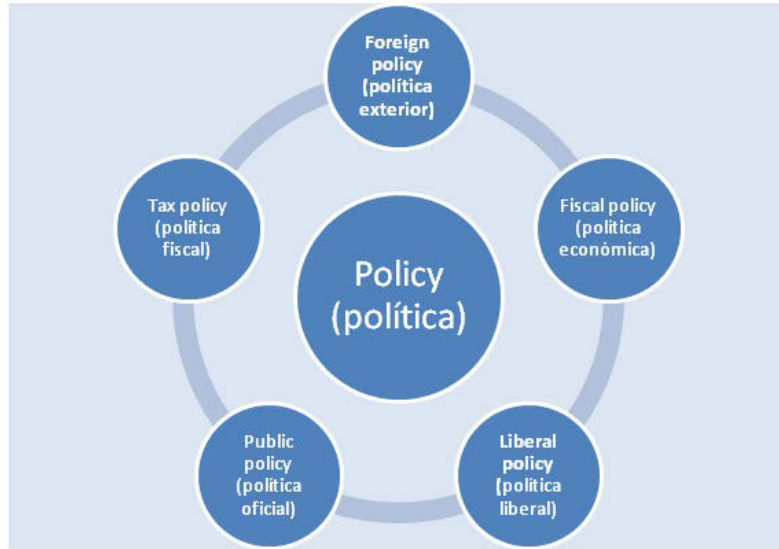 Foreign
policy
(política
exterior)
Tax policy
(política
fiscal)
Fiscal policy
(política
económica)
Policy
(política)
Public
policy
(política
oficial)
Liberal
policy
(política
liberal)